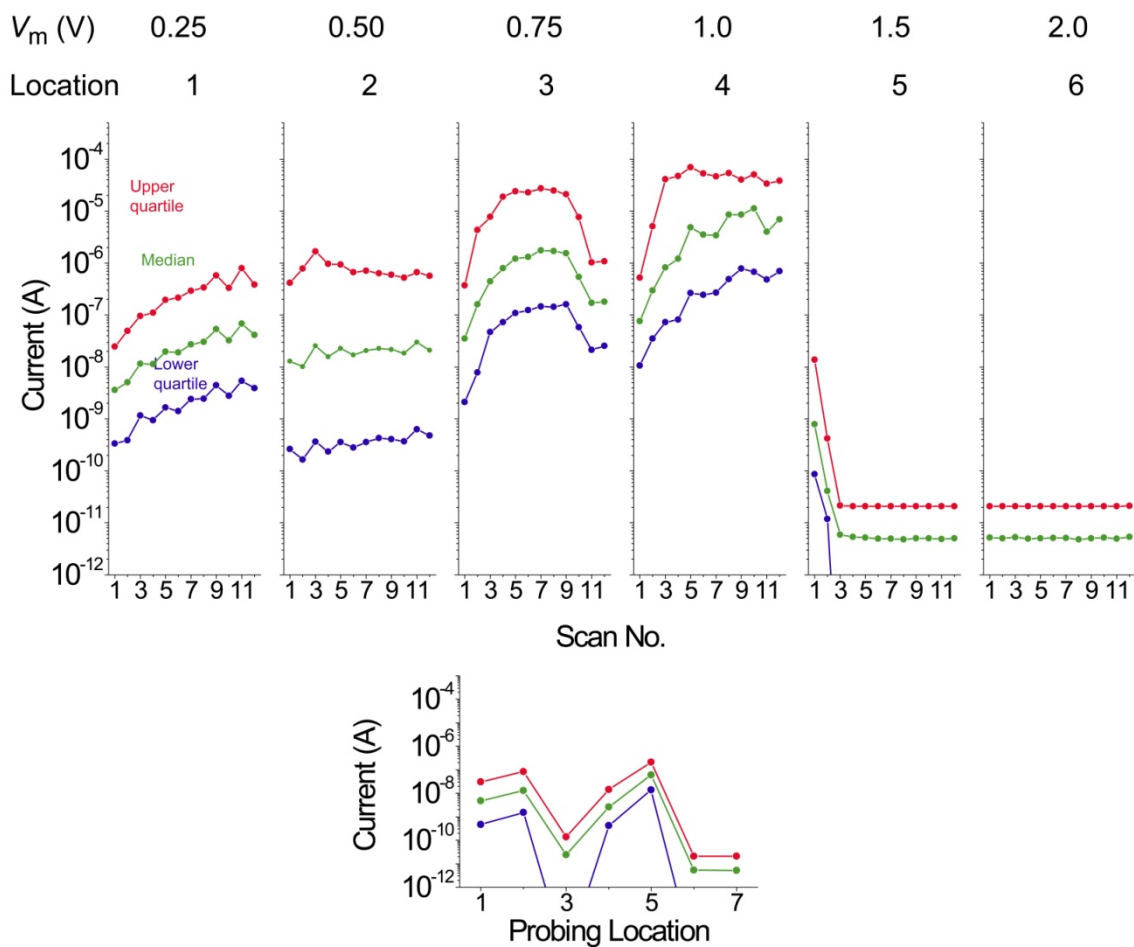 Vm (V) 0.25 0.50 0.75 1.0 1.5 2.0
Location 1 2 3 4 5 6
Current (A)
10-4
10-5
10-6
10-7
10-8
10-9
10-10
10-11
10-12
Upper
quartile
Median
Lower
quartile
1 3 5 7 9 11 1 3 5 7 9 11 1 3 5 7 9 11 1 3 5 7 9 11 1 3 5 7 9 11 1 3 5 7 9 11
Scan No.
Current (A)
10-4
10-6
10-8
10-10
10-12
1 3 5 7
Probing Location